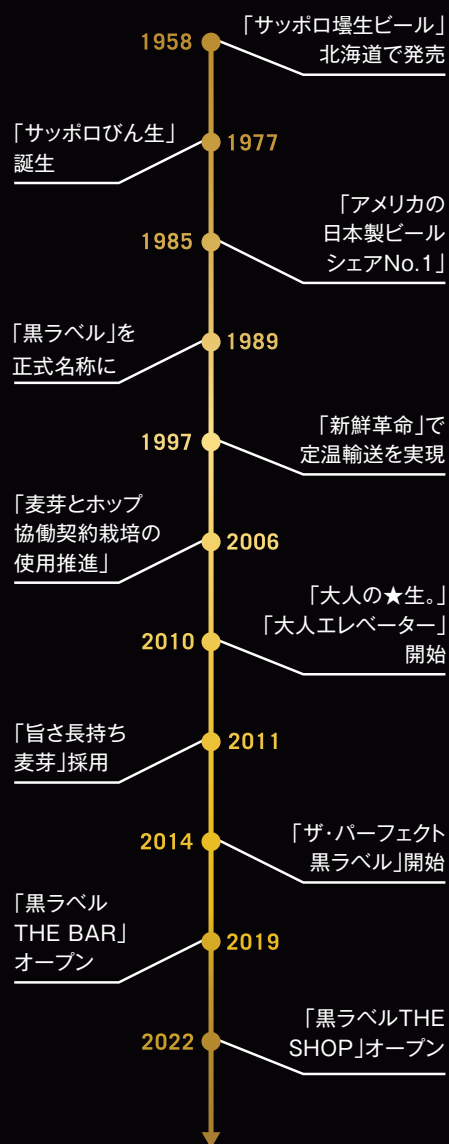 1958
「サッポロ壜生ビール」
北海道で発売
「サッポロびん生」
誕生
1977
1985
「アメリカの
日本製ビール
シェアNo.1」
「黒ラベル」を
正式名称に
1989
1997
「新鮮革命」で
定温輸送を実現
「麦芽とホップ
協働契約栽培の
使用推進」
2006
2010
「大人の★生。」
「大人エレベーター」
開始
「旨さ長持ち
麦芽」採用
2011
2014
「ザ・パーフェクト
黒ラベル」開始
「黒ラベル
THE BAR」
オープン
2019
2022
「黒ラベルTHE
SHOP」オープン